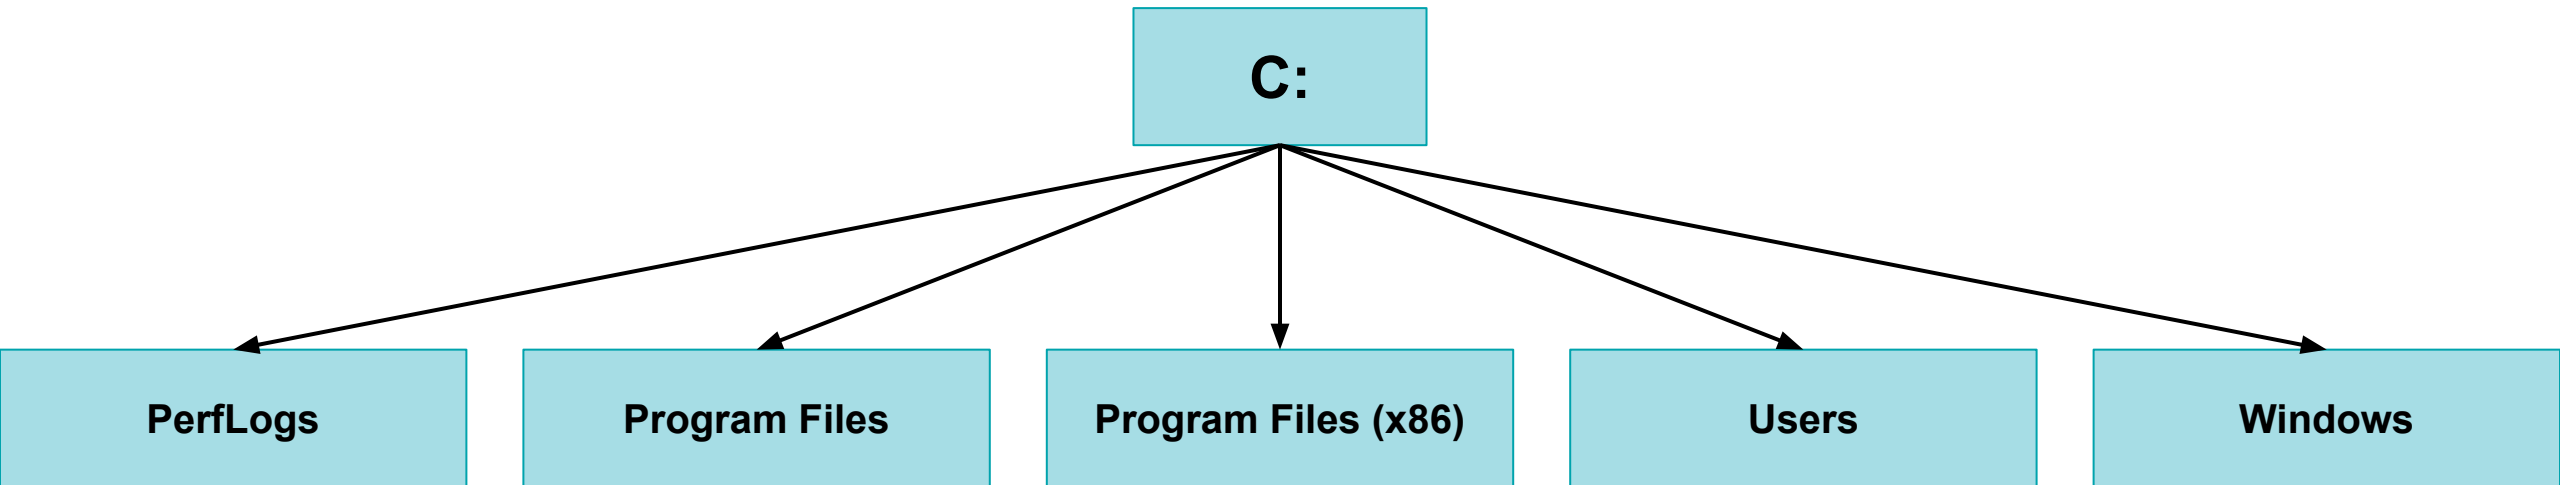 C:
PerfLogs
Program Files
Program Files (x86)
Users
Windows